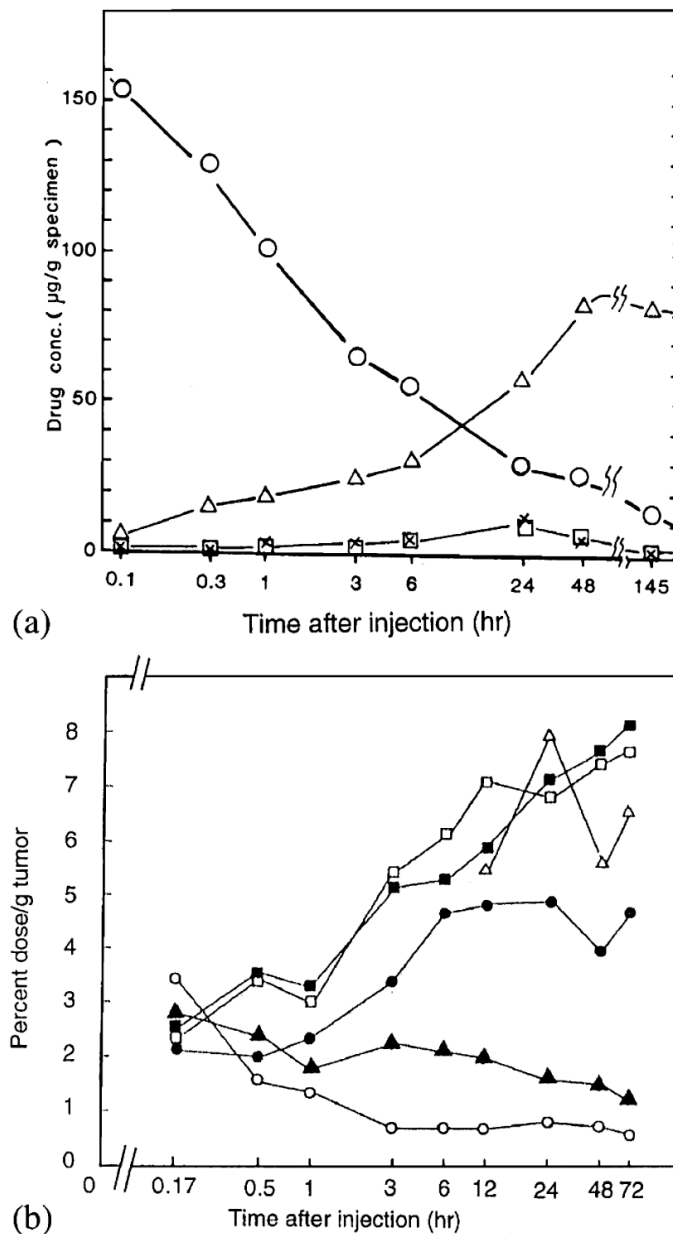 150
100
50
0
Drug conc. ( µg/g specimen )
0.1 0.3 1 3 6 24 48 145
(a) Time after injection (hr)
8
7
6
5
4
3
2
1
0
Percent dose/g tumor
0 0.17 0.5 1 3 6 12 24 48 72
(b) Time after injection (hr)